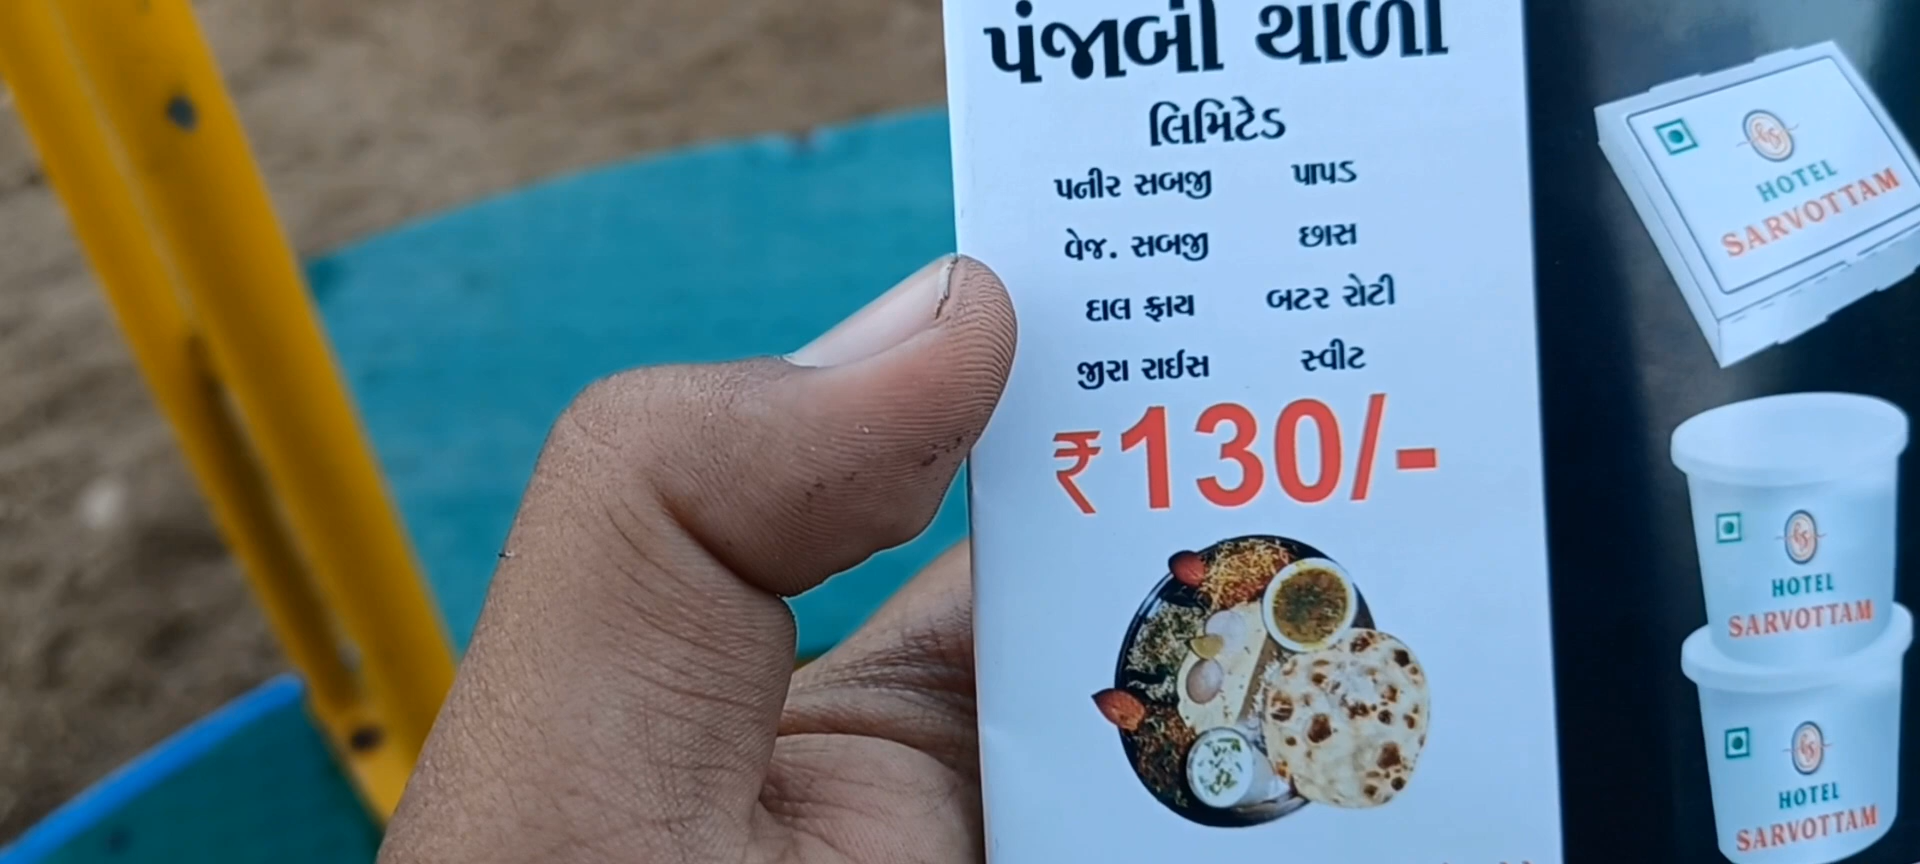 પંજાબી થાળી
લિમિટેડ
પનીર સબજી પાપડ
વેજ. સબજી છાસ
દાલ ફ્રાય બટર રોટી
જીરા રાઈસ સ્વીટ
₹130/-
HOTEL
SARVOTTAM
HOTEL
SARVOTTAM
HOTEL
SARVOTTAM